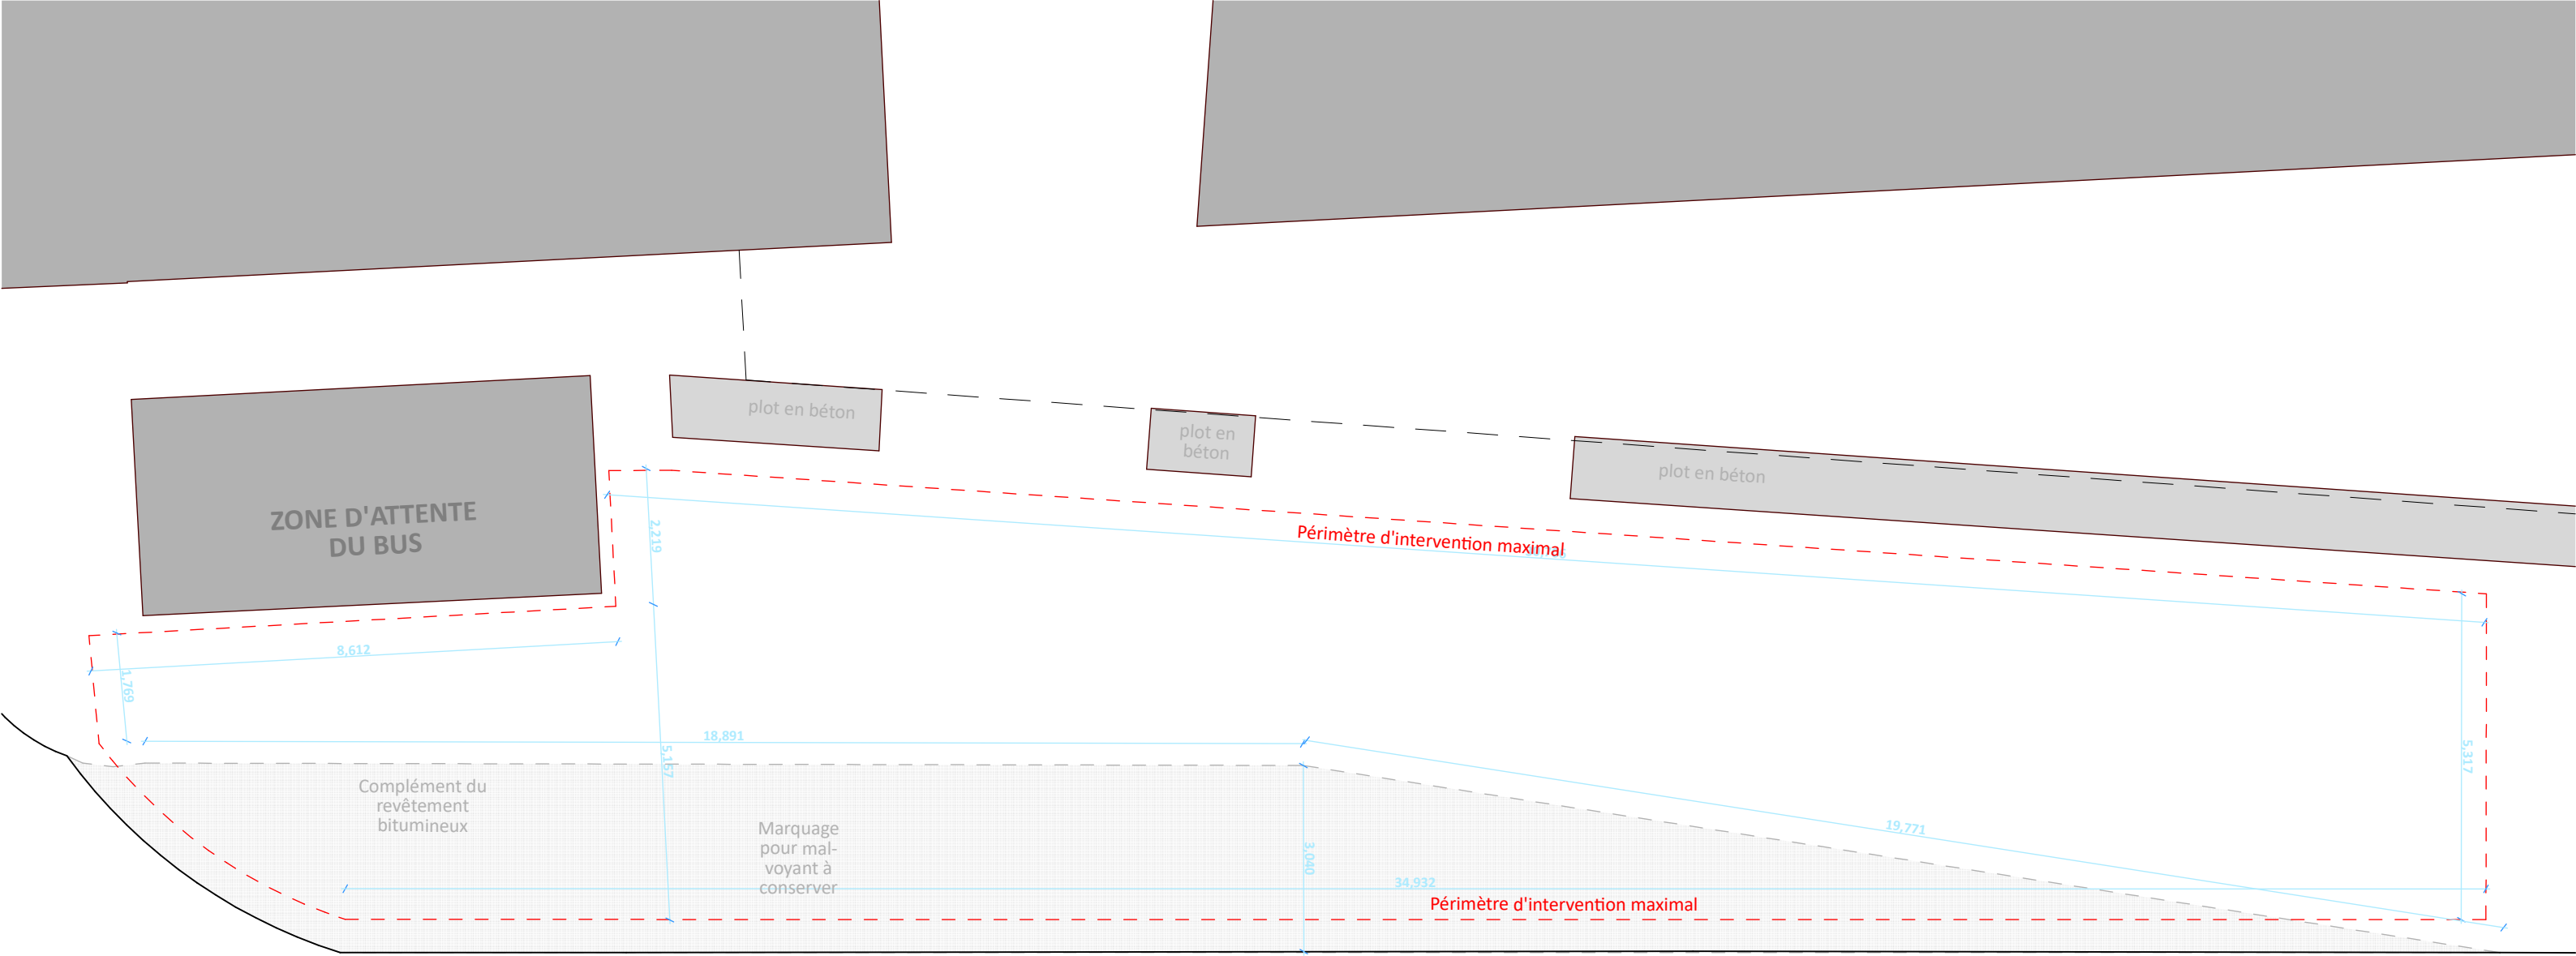 plot en béton
plot en
béton
plot en béton
ZONE D'ATTENTE
DU BUS
2,219
Périmètre d'intervention maximal
8,612
1,769
18,891
5,167
5,317
Complément du
revêtement
bitumineux
Marquage
pour mal-
voyant à
conserver
3,040
19,771
34,932
Périmètre d'intervention maximal